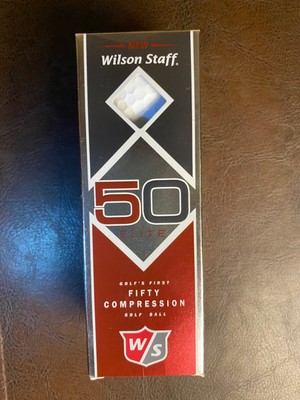 NEW
Wilson Staff®
50
ELITE
GOLF'S FIRST
FIFTY
COMPRESSION
GOLF BALL
W/S